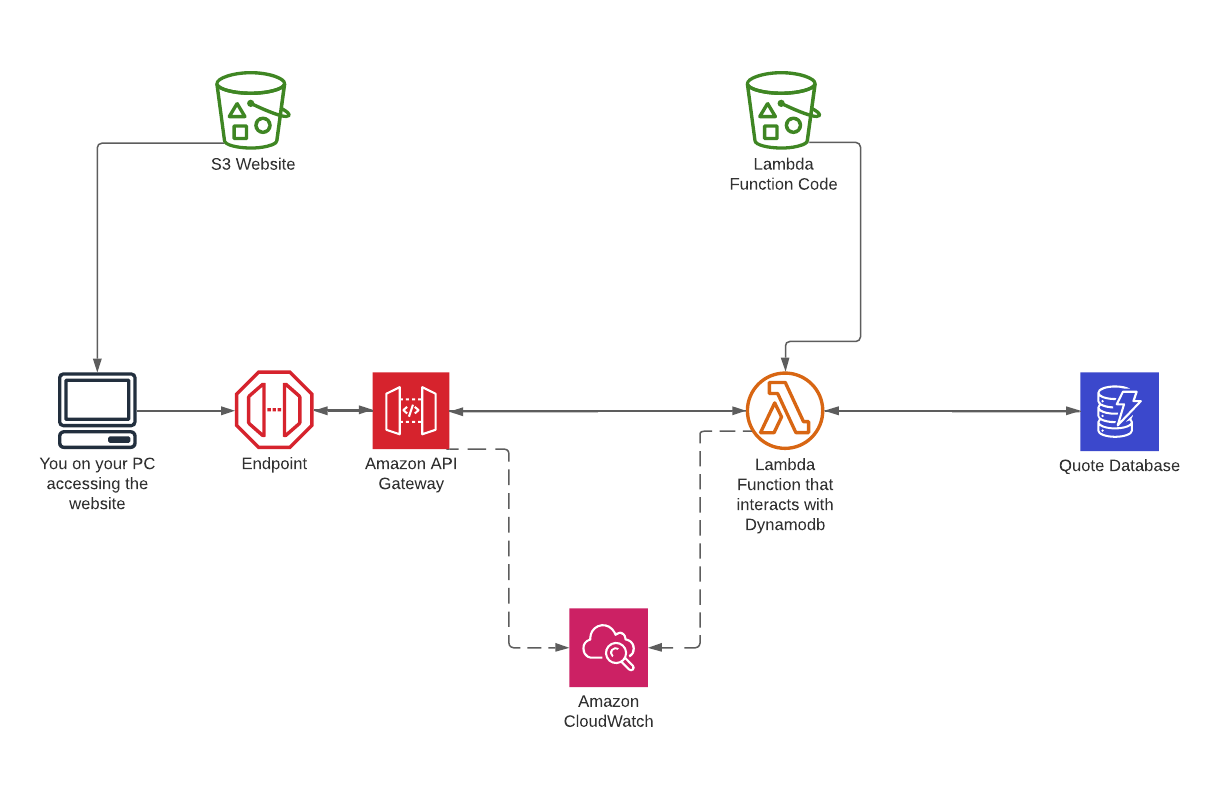 S3 Website
Lambda
Function Code
You on your PC
accessing the
website
Endpoint
Amazon API
Gateway
Lambda
Function that
interacts with
Dynamodb
Quote Database
Amazon
CloudWatch